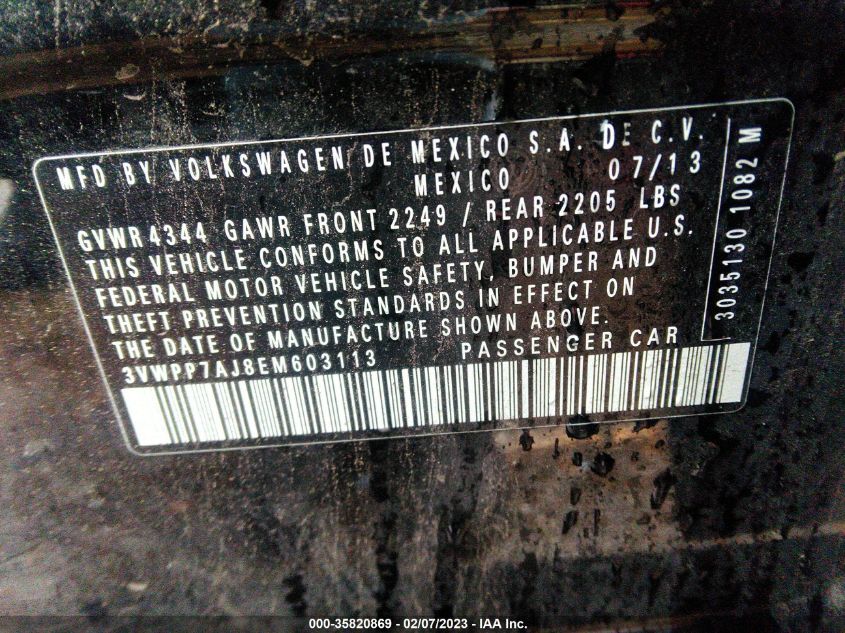 MFD BY VOLKSWAGEN DE MEXICO S.A. DE C.V.
MEXICO 07/13
GVWR4344 GAWR FRONT 2249 / REAR 2205 LBS
THIS VEHICLE CONFORMS TO ALL APPLICABLE U.S.
FEDERAL MOTOR VEHICLE SAFETY, BUMPER AND
THEFT PREVENTION STANDARDS IN EFFECT ON
THE DATE OF MANUFACTURE SHOWN ABOVE.
3VWPP7AJ8EM603113 PASSENGER CAR
3035130 1082 M
000-35820869 - 02/07/2023 - IAA Inc.